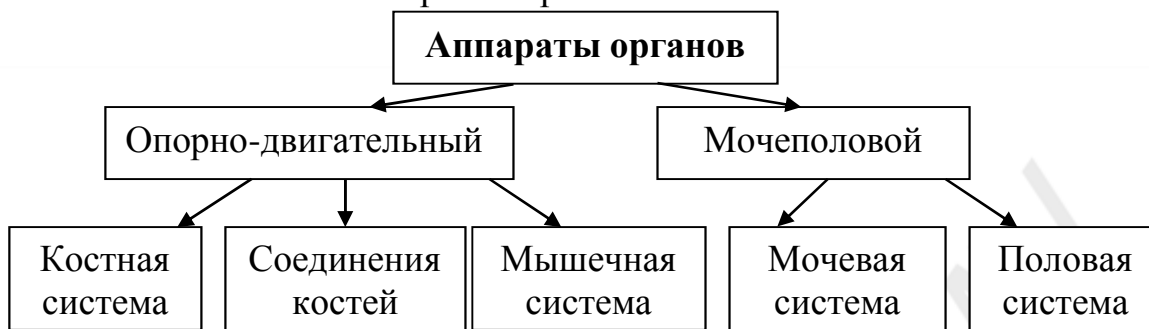 Аппараты органов
Опорно-двигательный
Мочеполовой
Костная
система
Соединения
костей
Мышечная
система
Мочевая
система
Половая
система